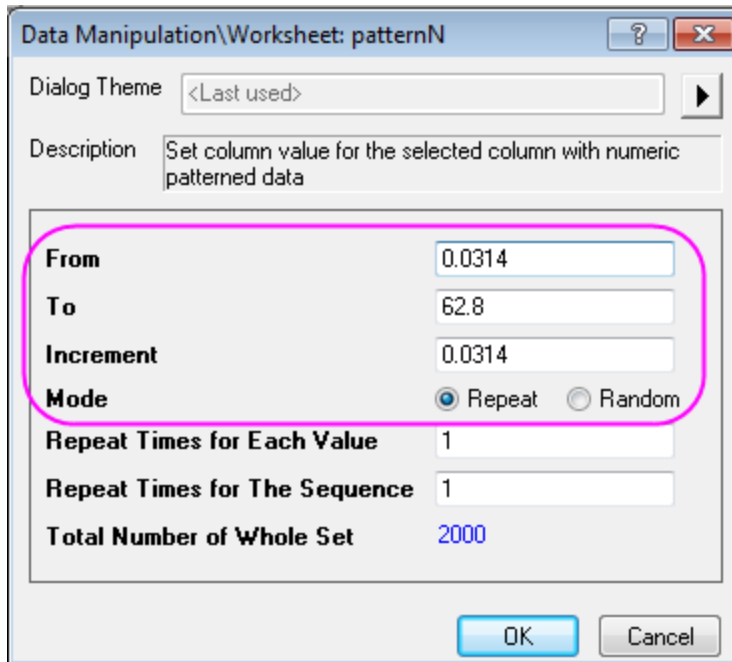 Data Manipulation\Worksheet: patternN
Dialog Theme <Last used>
Description Set column value for the selected column with numeric
patterned data
From 0.0314
To 62.8
Increment 0.0314
Mode Repeat Random
Repeat Times for Each Value 1
Repeat Times for The Sequence 1
Total Number of Whole Set 2000
OK Cancel